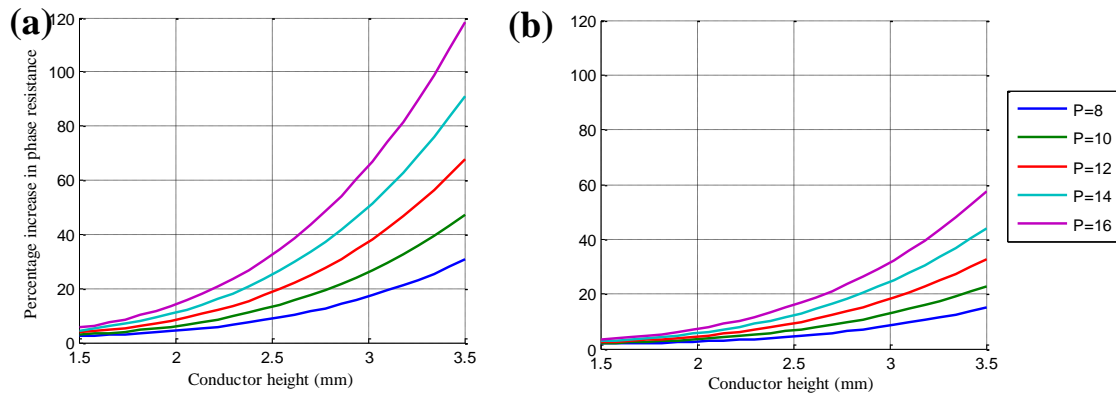 (a)
Percentage increase in phase resistance
120
100
80
60
40
20
0
1.5 2 2.5 3 3.5
Conductor height (mm)
(b)
120
100
80
60
40
20
0
1.5 2 2.5 3 3.5
Conductor height (mm)
P=8
P=10
P=12
P=14
P=16